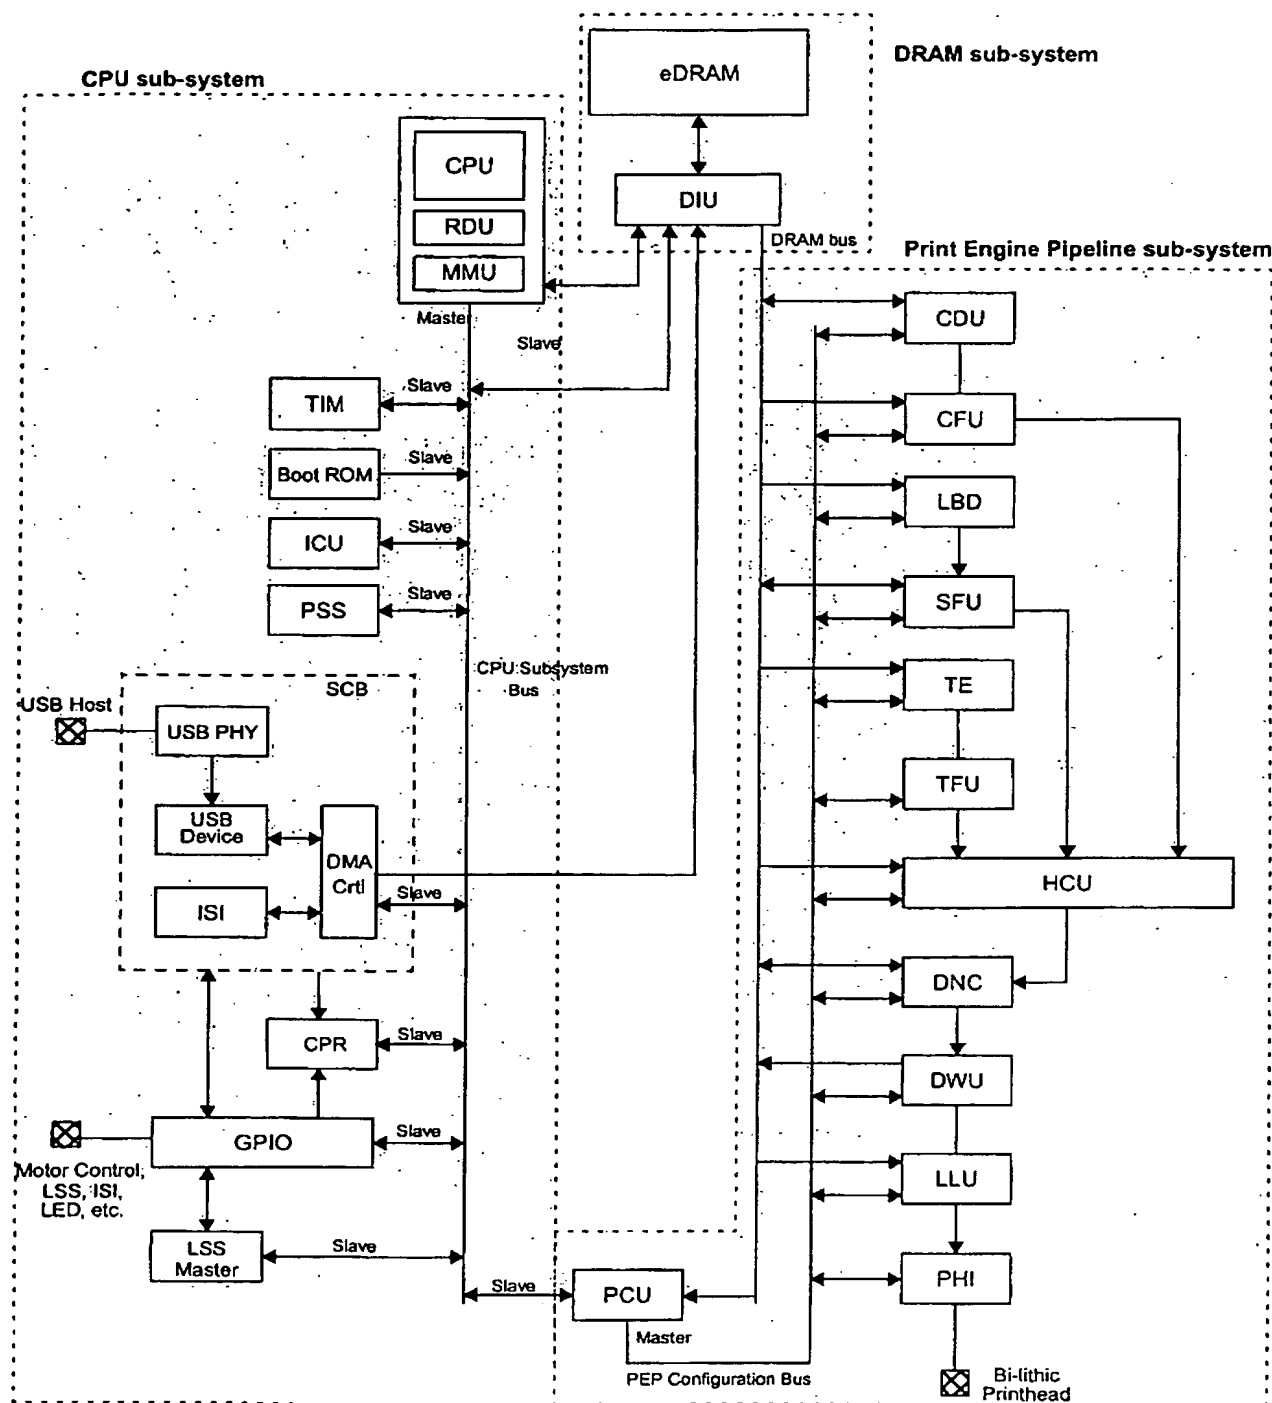 DRAM sub-system
CPU sub-system
eDRAM
CPU
RDU
MMU
DIU
DRAM bus
Print Engine Pipeline sub-system
Master
Slave
CDU
TIM
Slave
CFU
Boot ROM
Slave
LBD
ICU
Slave
PSS
Slave
SFU
CPU Subsystem
Bus
SCB
TE
USB Host
USB PHY
TFU
USB
Device
DMA
Crtl
Slave
HCU
ISI
DNC
CPR
Slave
DWU
GPIO
Slave
Motor Control,
LSS, ISI,
LED, etc.
LLU
LSS
Master
Slave
PHI
Slave
PCU
Master
PEP Configuration Bus
Bi-lithic
Printhead